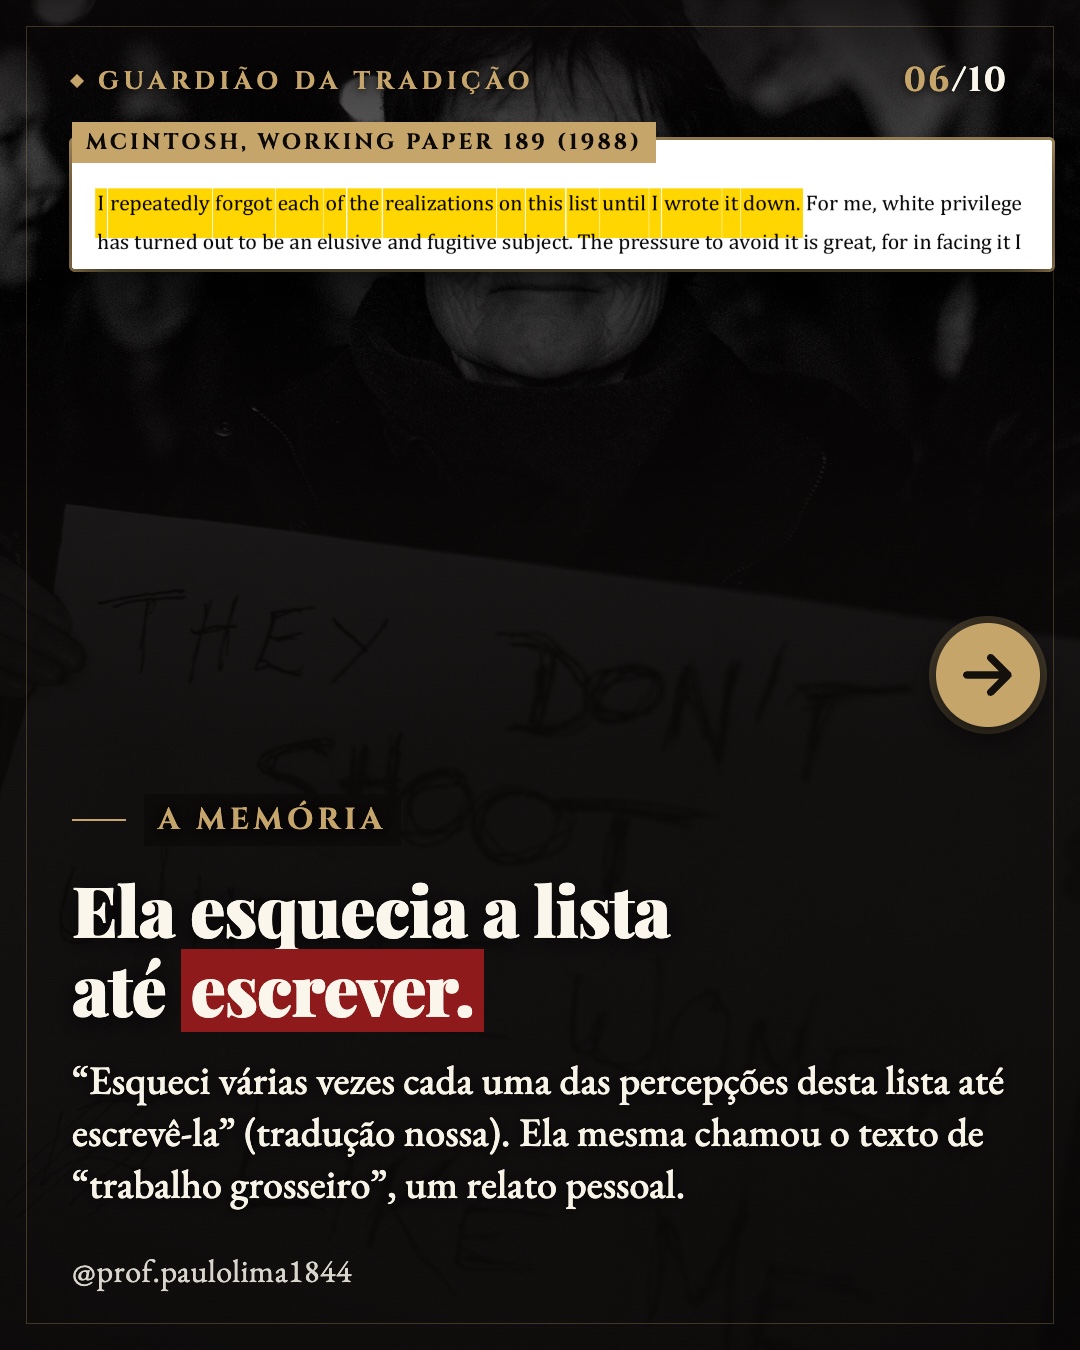 GUARDIÃO DA TRADIÇÃO
06/10
MCINTOSH, WORKING PAPER 189 (1988)
I repeatedly forgot each of the realizations on this list until I wrote it down. For me, white privilege
has turned out to be an elusive and fugitive subject. The pressure to avoid it is great, for in facing it I
THEY DON'T
SHOOT
A MEMÓRIA
Ela esquecia a lista
até escrever.
“Esqueci várias vezes cada uma das percepções desta lista até
escrevê-la” (tradução nossa). Ela mesma chamou o texto de
“trabalho grosseiro”, um relato pessoal.
LIKE ME
@prof.paulolima1844